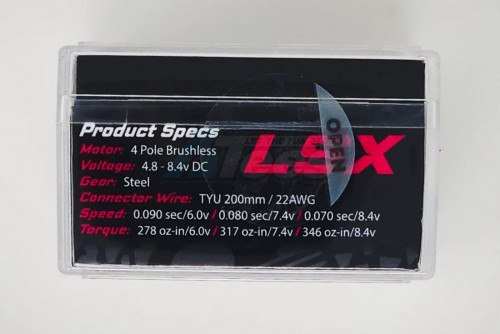 Product Specs
Motor: 4 Pole Brushless
Voltage: 4.8 - 8.4v DC
Gear: Steel
Connector Wire: TYU 200mm / 22AWG
Speed: 0.090 sec/6.0v / 0.080 sec/7.4v / 0.070 sec/8.4v
Torque: 278 oz-in/6.0v / 317 oz-in/7.4v / 346 oz-in/8.4v
LSX
OPEN